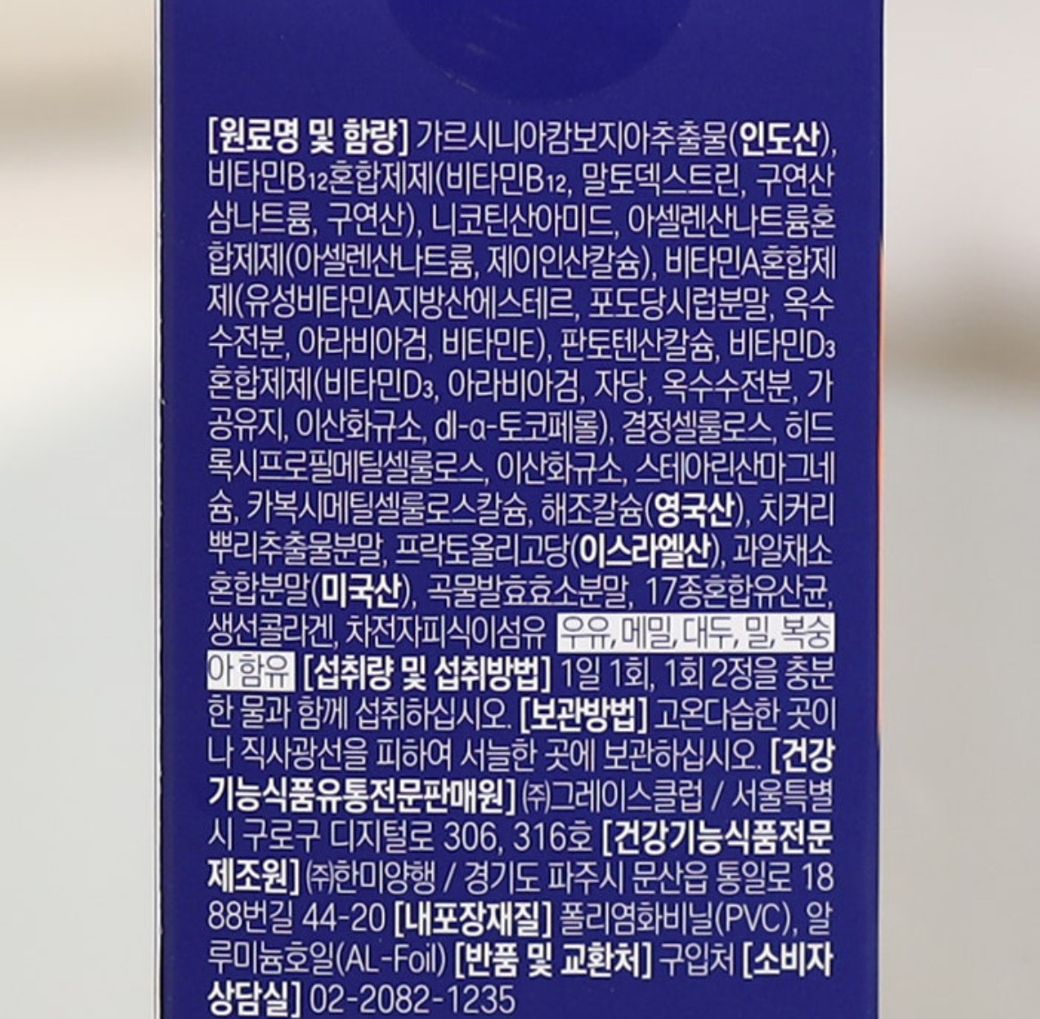 [원료명 및 함량] 가르시니아캄보지아추출물(인도산),
비타민B12혼합제제(비타민B12, 말토덱스트린, 구연산
삼나트륨, 구연산), 니코틴산아미드, 아셀렌산나트륨혼
합제제(아셀렌산나트륨, 제이인산칼슘), 비타민A혼합제
제(유성비타민A지방산에스테르, 포도당시럽분말, 옥수
수전분, 아라비아검, 비타민E), 판토텐산칼슘, 비타민D3
혼합제제(비타민D3, 아라비아검, 자당, 옥수수전분, 가
공유지, 이산화규소, dl-α-토코페롤), 결정셀룰로스, 히드
록시프로필메틸셀룰로스, 이산화규소, 스테아린산마그네
슘, 카복시메틸셀룰로스칼슘, 해조칼슘(영국산), 치커리
뿌리추출물분말, 프락토올리고당(이스라엘산), 과일채소
혼합분말(미국산), 곡물발효효소분말, 17종혼합유산균,
생선콜라겐, 차전자피식이섬유 우유, 메밀, 대두, 밀, 복숭
아 함유 [섭취량 및 섭취방법] 1일 1회, 1회 2정을 충분
한 물과 함께 섭취하십시오. [보관방법] 고온다습한 곳이
나 직사광선을 피하여 서늘한 곳에 보관하십시오. [건강
기능식품유통전문판매원] ㈜그레이스클럽 / 서울특별
시 구로구 디지털로 306, 316호 [건강기능식품전문
제조원] ㈜한미양행 / 경기도 파주시 문산읍 통일로 18
88번길 44-20 [내포장재질] 폴리염화비닐(PVC), 알
루미늄호일(AL-Foil) [반품 및 교환처] 구입처 [소비자
상담실] 02-2082-1235